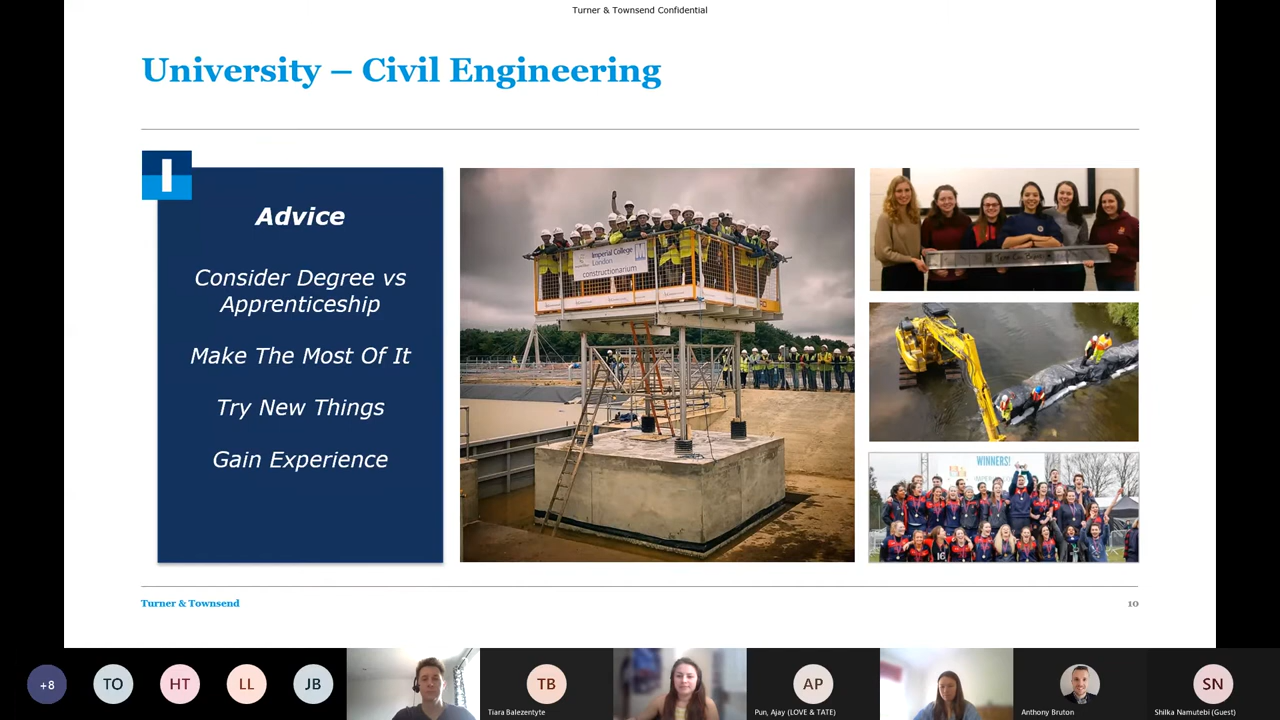 Turner & Townsend Confidential
University – Civil Engineering
Advice
Consider Degree vs
Apprenticeship
Make The Most Of It
Try New Things
Gain Experience
Imperial College
London
constructionarium
WINNERS!
16
Turner & Townsend
10
+8
TO
HT
LL
JB
TB
Tiara Balezentyte
AP
Pun, Ajay (LOVE & TATE)
Anthony Bruton
SN
Shilka Namutebi (Guest)